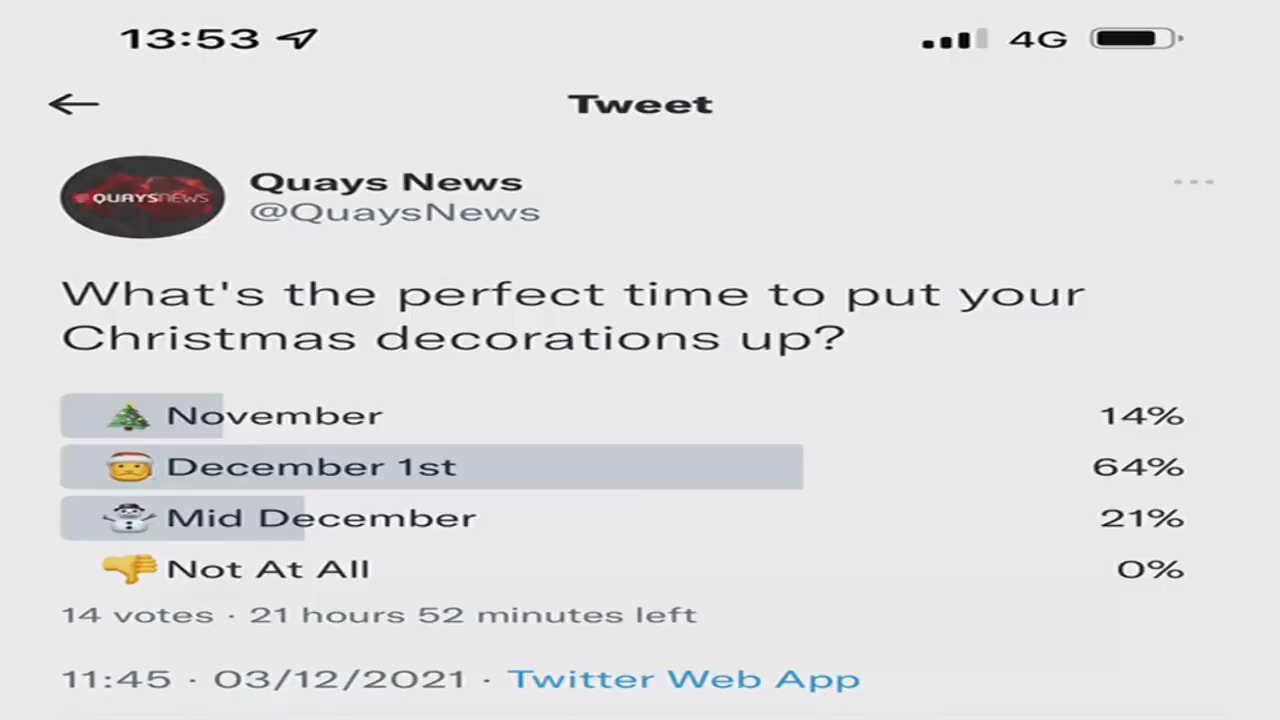 13:53 4G
Tweet
QUAYSNEWS
Quays News
@QuaysNews
What's the perfect time to put your
Christmas decorations up?
November 14%
December 1st 64%
Mid December 21%
Not At All 0%
14 votes · 21 hours 52 minutes left
11:45 · 03/12/2021 · Twitter Web App